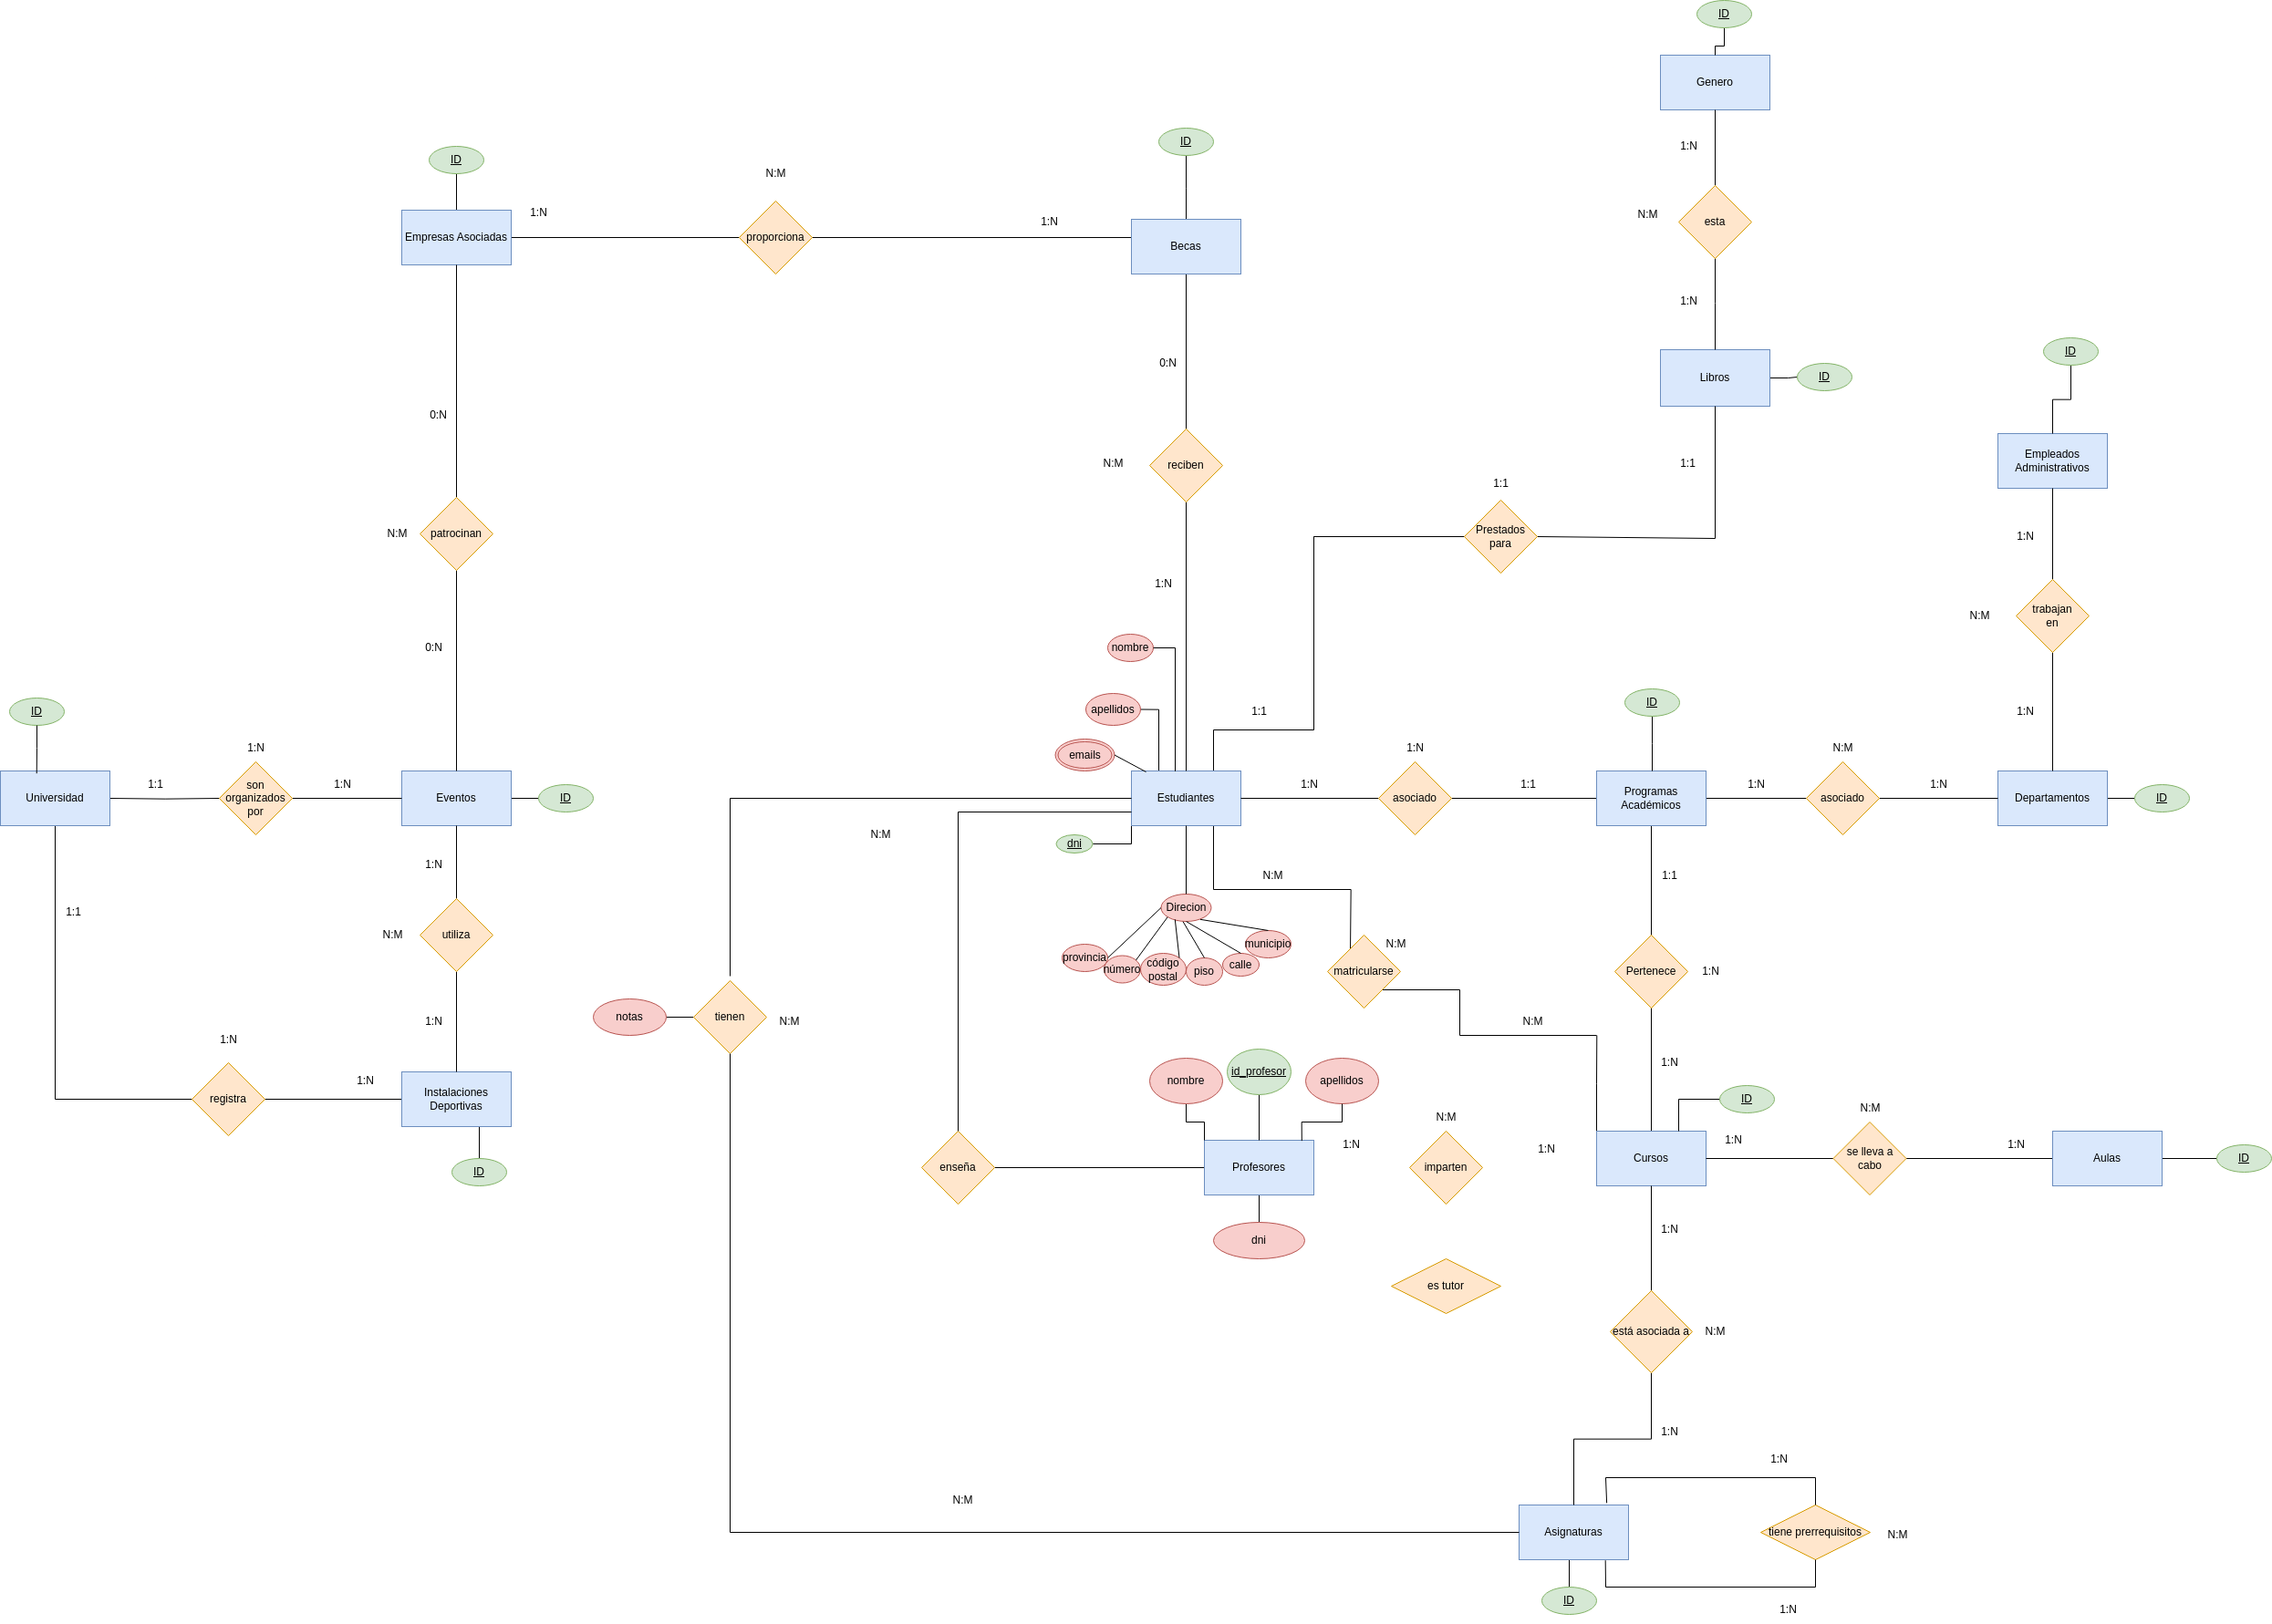 ID
Genero
1:N
N:M
esta
1:N
Libros
ID
1:1
ID
Empresas Asociadas
1:N
N:M
proporciona
1:N
ID
Becas
0:N
N:M
reciben
1:N
1:1
Prestados
para
1:1
ID
Empleados
Administrativos
1:N
N:M
trabajan
en
1:N
0:N
N:M
patrocinan
0:N
ID
Universidad
1:1
1:N
son
organizados
por
1:N
Eventos
ID
nombre
apellidos
emails
Estudiantes
dni
1:N
1:N
asociado
1:1
ID
Programas
Académicos
1:N
N:M
asociado
1:N
Departamentos
ID
1:1
1:N
N:M
utiliza
1:N
1:N
registra
1:N
Instalaciones
Deportivas
ID
N:M
notas
tienen
N:M
Direcion
provincia
número
código
postal
piso
calle
municipio
N:M
N:M
matricularse
N:M
1:1
Pertenece
1:N
1:N
enseña
nombre
id_profesor
apellidos
Profesores
dni
1:N
N:M
imparten
1:N
es tutor
ID
Cursos
1:N
N:M
se lleva a
cabo
1:N
Aulas
ID
1:N
está asociada a
N:M
1:N
N:M
Asignaturas
ID
1:N
tiene prerrequisitos
N:M
1:N